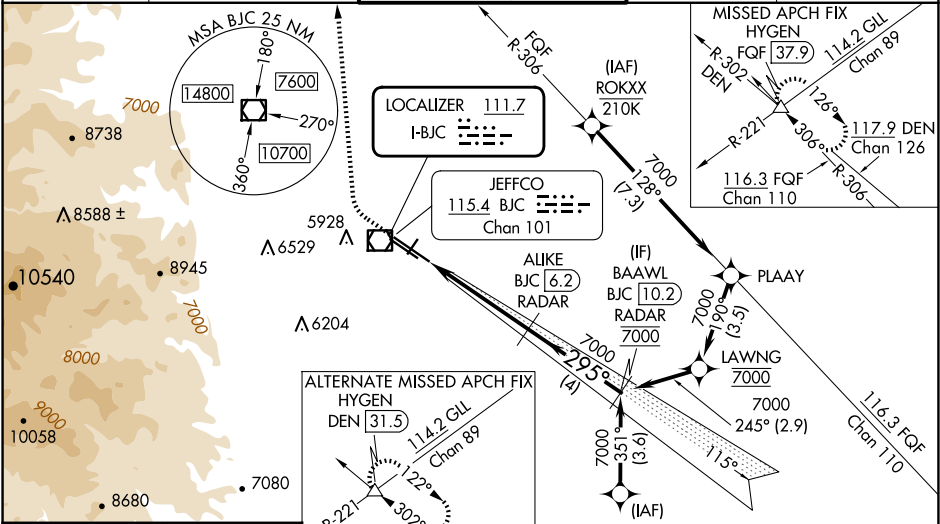 MSA BJC 25 NM
180°
7600
14800
270°
10700
360°
7000
8738
8588 ±
5928
6529
8945
10540
7000
6204
8000
9000
10058
8680
7080
LOCALIZER 111.7
I-BJC
JEFFCO
115.4 BJC
Chan 101
FQF
R-306
(IAF)
ROKXX
210K
7000
128°
(7.3)
PLAAY
7000
190°
(3.5)
LAWNG
7000
7000
245° (2.9)
116.3 FQF
Chan 110
ALIKE
BJC 6.2
RADAR
(IF)
BAAWL
BJC 10.2
RADAR
7000
7000
295°
(4)
115°
7000
351°
(3.6)
(IAF)
MISSED APCH FIX
HYGEN
FQF 37.9
114.2 GLL
Chan 89
R-302
DEN
126°
R-221
306°
R-306
117.9 DEN
Chan 126
116.3 FQF
Chan 110
ALTERNATE MISSED APCH FIX
HYGEN
DEN 31.5
114.2 GLL
Chan 89
122°
R-221
302°